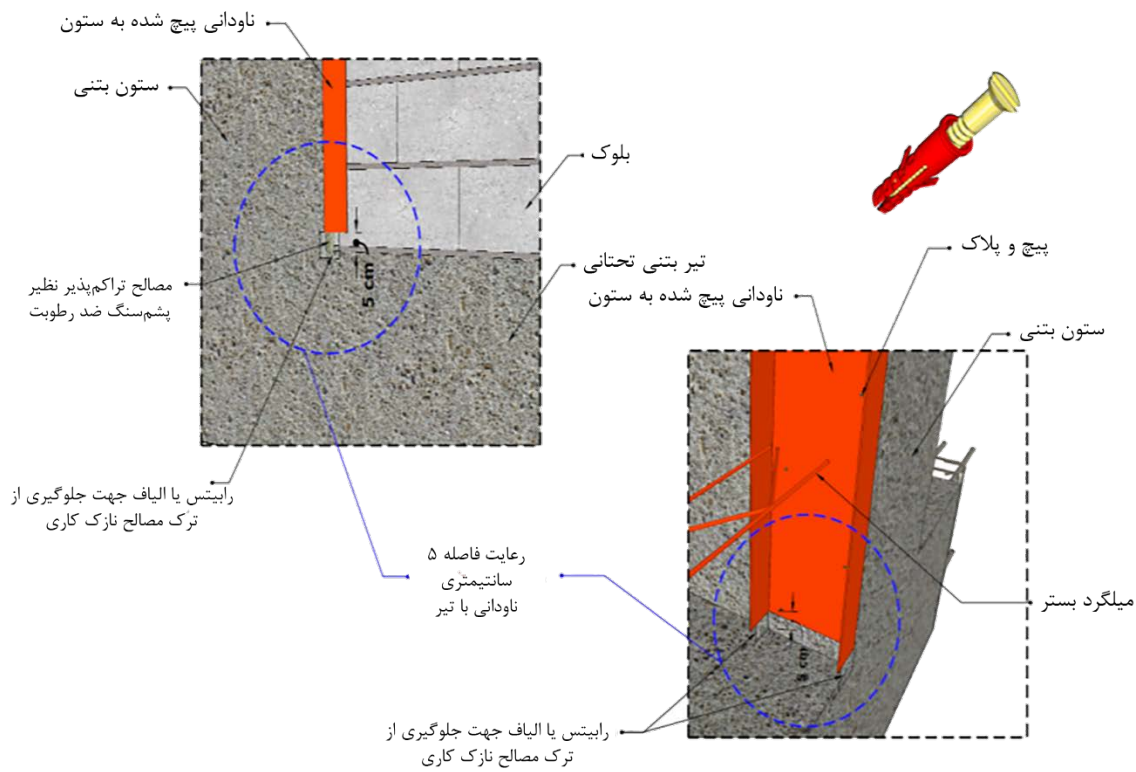 ناودانی پیچ شده به ستون
ستون بتنی
بلوک
پیچ و پلاک
تیر بتنی تحتانی
ناودانی پیچ شده به ستون
مصالح تراکم‌پذیر نظیر
پشم‌سنگ ضد رطوبت
5 cm
ستون بتنی
رابیتس یا الیاف جهت جلوگیری از
ترک مصالح نازک کاری
رعایت فاصله ۵
سانتیمتری
ناودانی با تیر
میلگرد بستر
5 cm
رابیتس یا الیاف جهت جلوگیری از
ترک مصالح نازک کاری